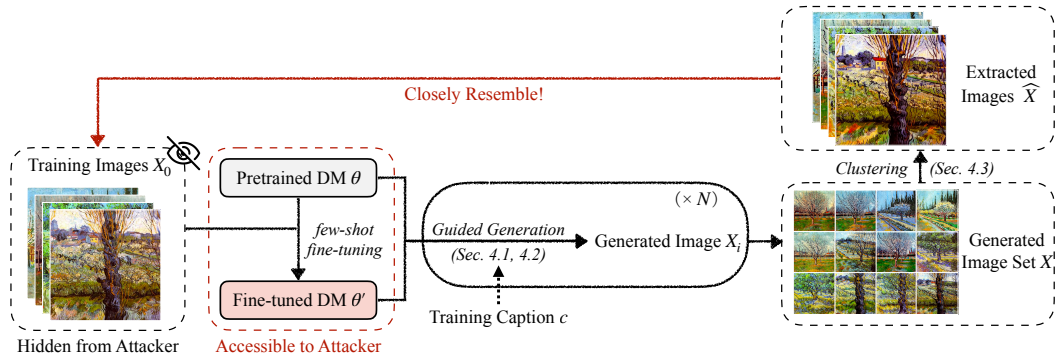 Closely Resemble!
Extracted
Images X̂
Training Images X₀
Pretrained DM θ
few-shot
fine-tuning
Fine-tuned DM θ′
Hidden from Attacker
Accessible to Attacker
(× N)
Guided Generation
(Sec. 4.1, 4.2)
Generated Image Xᵢ
Training Caption c
Clustering
(Sec. 4.3)
Generated
Image Set X